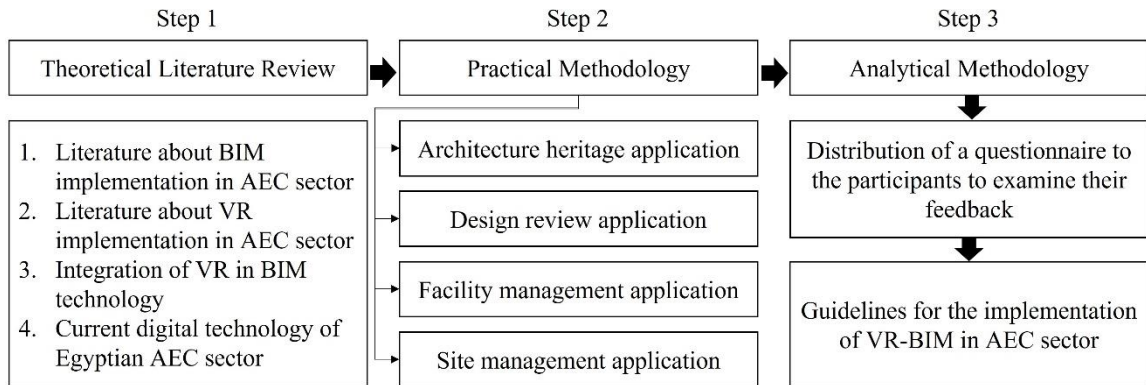 Step 1
Theoretical Literature Review
1. Literature about BIM
implementation in AEC sector
2. Literature about VR
implementation in AEC sector
3. Integration of VR in BIM
technology
4. Current digital technology of
Egyptian AEC sector
Step 2
Practical Methodology
Architecture heritage application
Design review application
Facility management application
Site management application
Step 3
Analytical Methodology
Distribution of a questionnaire to
the participants to examine their
feedback
Guidelines for the implementation
of VR-BIM in AEC sector